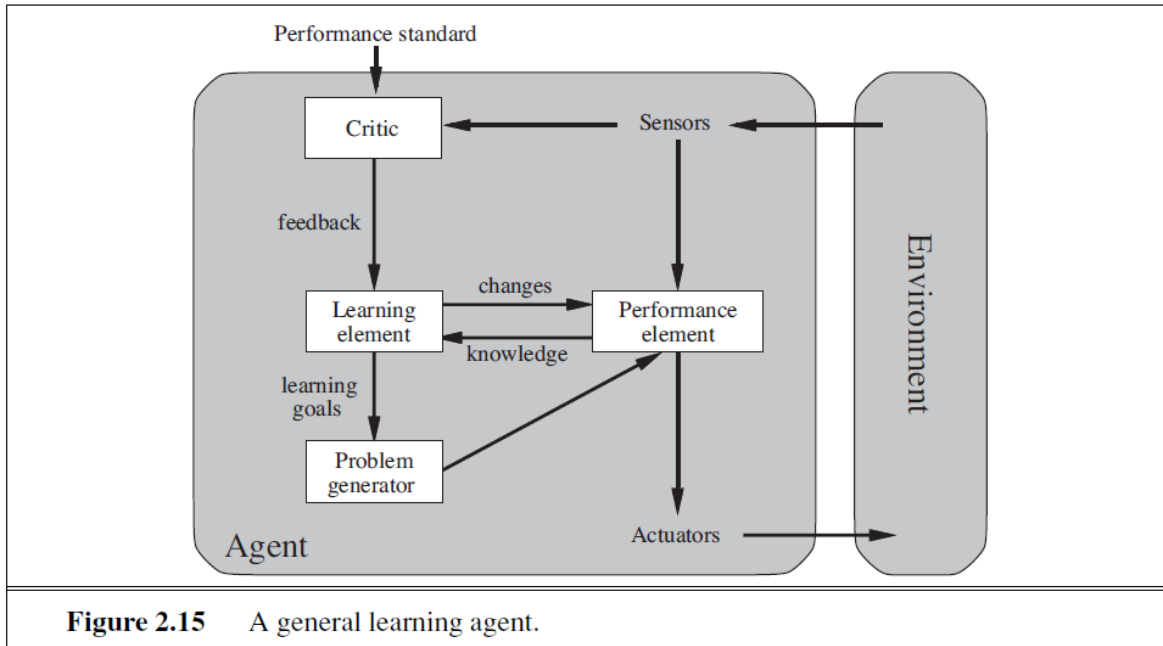 Performance standard
Critic
Sensors
feedback
changes
Learning
element
Performance
element
knowledge
learning
goals
Problem
generator
Environment
Actuators
Agent
Figure 2.15 A general learning agent.